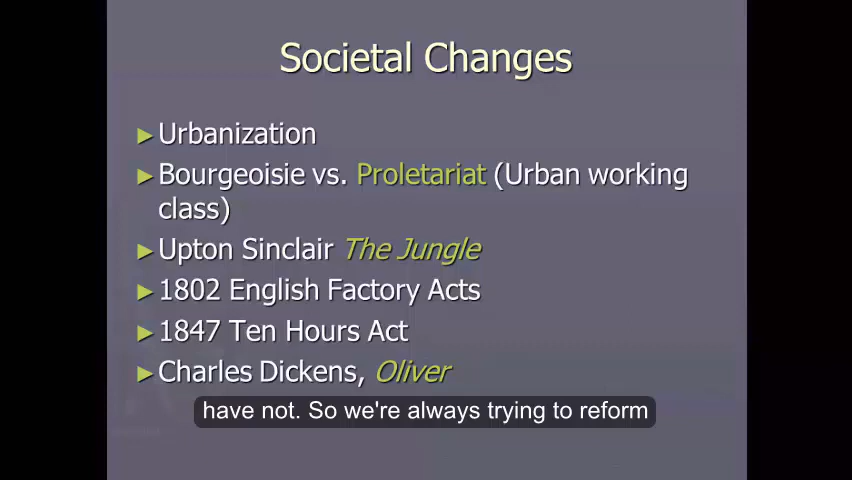 Societal Changes
►Urbanization
►Bourgeoisie vs. Proletariat (Urban working
class)
►Upton Sinclair The Jungle
►1802 English Factory Acts
►1847 Ten Hours Act
►Charles Dickens, Oliver
have not. So we're always trying to reform